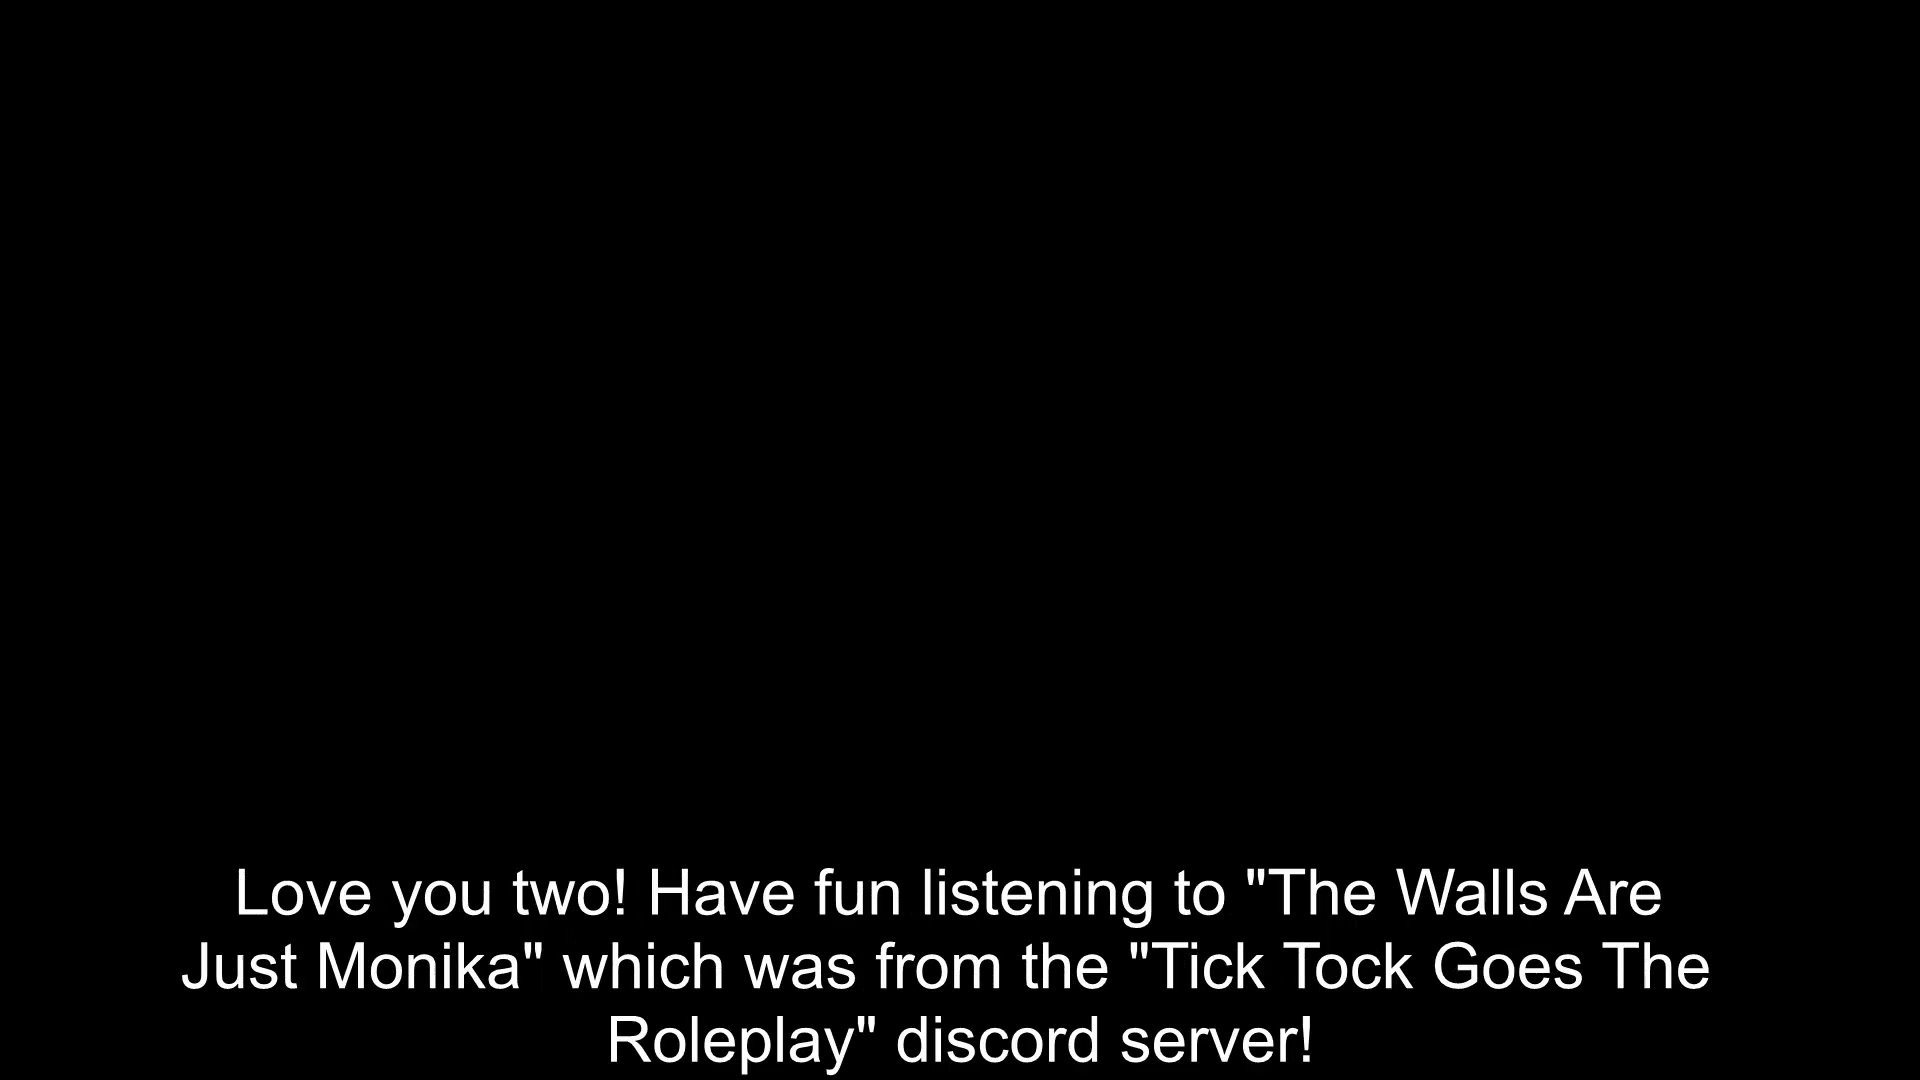 Love you two! Have fun listening to "The Walls Are
Just Monika" which was from the "Tick Tock Goes The
Roleplay" discord server!